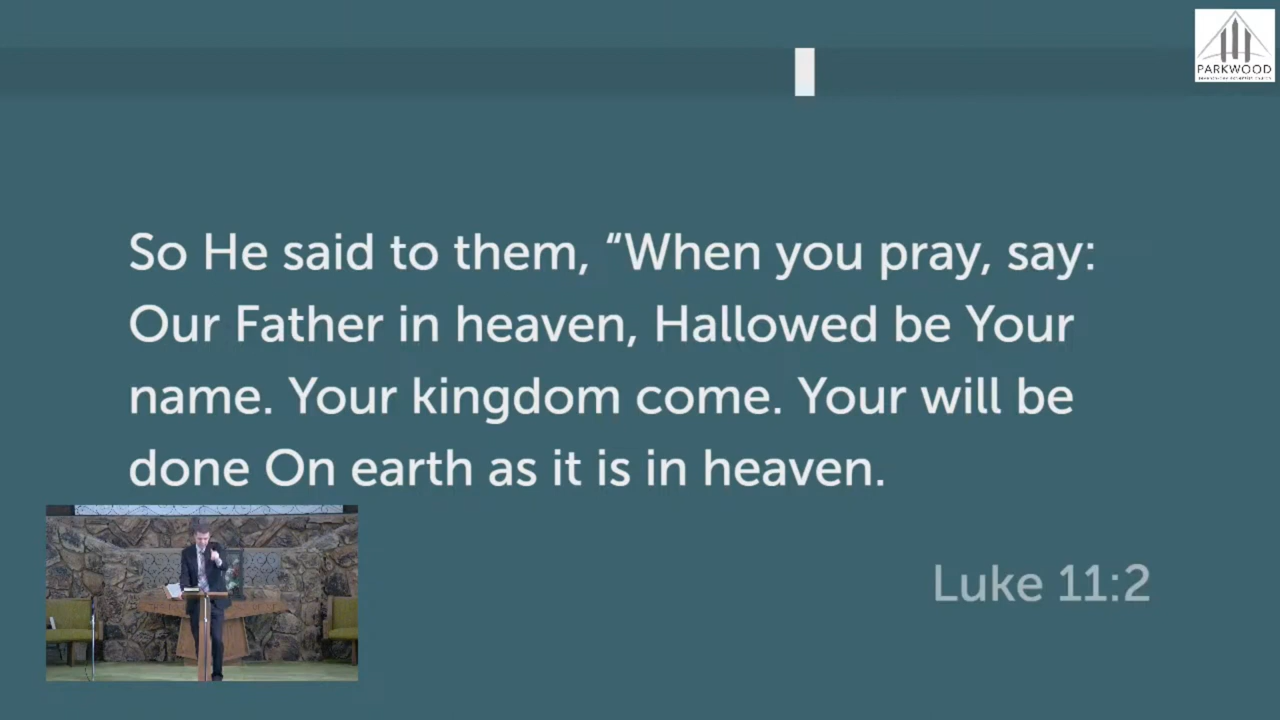 PARKWOOD
So He said to them, “When you pray, say:
Our Father in heaven, Hallowed be Your
name. Your kingdom come. Your will be
done On earth as it is in heaven.
Luke 11:2